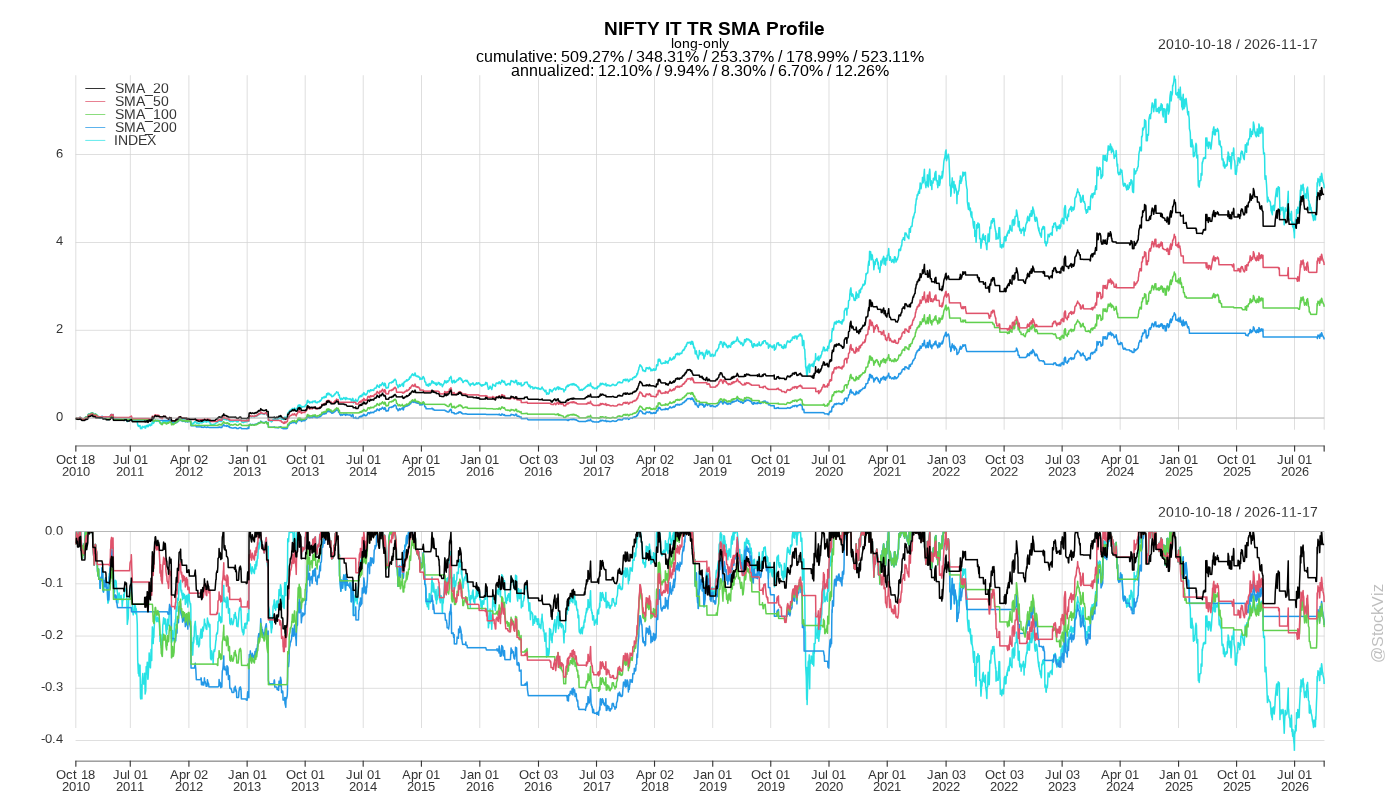 NIFTY IT TR SMA Profile
long-only
2010-10-18 / 2026-11-17
cumulative: 509.27% / 348.31% / 253.37% / 178.99% / 523.11%
annualized: 12.10% / 9.94% / 8.30% / 6.70% / 12.26%
SMA_20
SMA_50
SMA_100
SMA_200
INDEX
6
4
2
0
Oct 18 Jul 01 Apr 02 Jan 01 Oct 01 Jul 01 Apr 01 Jan 01 Oct 03 Jul 03 Apr 02 Jan 01 Oct 01 Jul 01 Apr 01 Jan 03 Oct 03 Jul 03 Apr 01 Jan 01 Oct 01 Jul 01
2010 2011 2012 2013 2013 2014 2015 2016 2016 2017 2018 2019 2019 2020 2021 2022 2022 2023 2024 2025 2025 2026
2010-10-18 / 2026-11-17
0.0
-0.1
-0.2
-0.3
-0.4
Oct 18 Jul 01 Apr 02 Jan 01 Oct 01 Jul 01 Apr 01 Jan 01 Oct 03 Jul 03 Apr 02 Jan 01 Oct 01 Jul 01 Apr 01 Jan 03 Oct 03 Jul 03 Apr 01 Jan 01 Oct 01 Jul 01
2010 2011 2012 2013 2013 2014 2015 2016 2016 2017 2018 2019 2019 2020 2021 2022 2022 2023 2024 2025 2025 2026
@StockViz